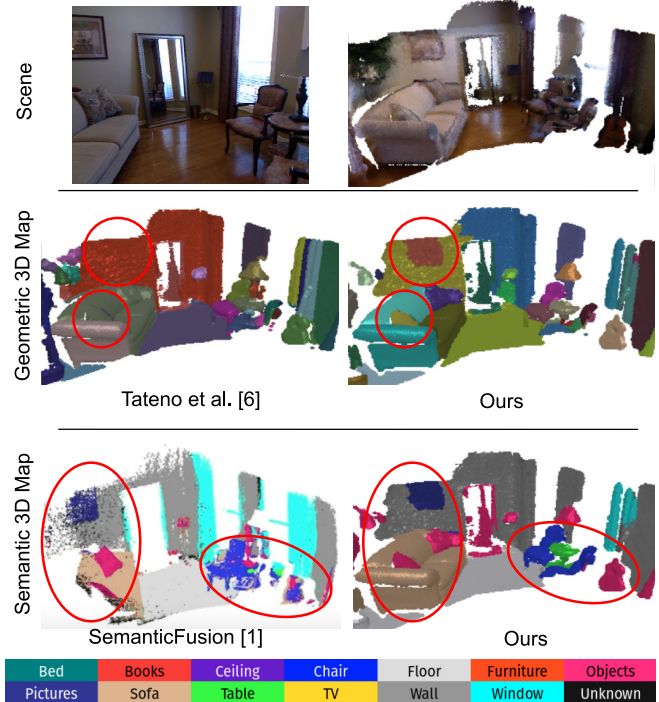 Scene
Geometric 3D Map
Tateno et al. [6]
Ours
Semantic 3D Map
SemanticFusion [1]
Ours
Bed
Books
Ceiling
Chair
Floor
Furniture
Objects
Pictures
Sofa
Table
TV
Wall
Window
Unknown